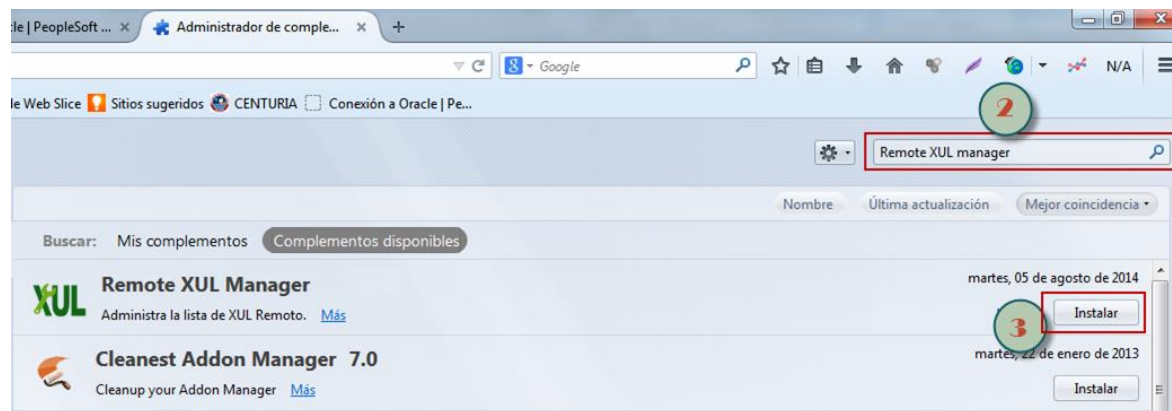 cle | PeopleSoft ...
Administrador de comple...
Google
N/A
le Web Slice
Sitios sugeridos
CENTURIA
Conexión a Oracle | Pe...
2
Remote XUL manager
Nombre
Última actualización
Mejor coincidencia
Buscar:
Mis complementos
Complementos disponibles
XUL
Remote XUL Manager
martes, 05 de agosto de 2014
Administra la lista de XUL Remoto. Más
3
Instalar
Cleanest Addon Manager 7.0
martes, 22 de enero de 2013
Cleanup your Addon Manager Más
Instalar